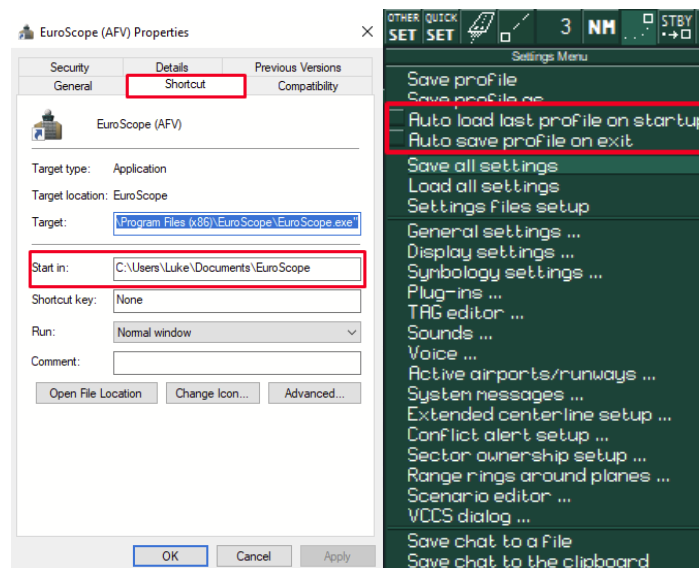 EuroScope (AFV) Properties
Security Details Previous Versions
General Shortcut Compatibility
EuroScope (AFV)
Target type: Application
Target location: EuroScope
Target: \Program Files (x86)\EuroScope\EuroScope.exe"
Start in: C:\Users\Luke\Documents\EuroScope
Shortcut key: None
Run: Normal window
Comment:
Open File Location Change Icon... Advanced...
OK Cancel Apply
OTHER SET QUICK SET 3 NM STBY
Settings Menu
Save profile
Save profile as
Auto load last profile on startup
Auto save profile on exit
Save all settings
Load all settings
Settings files setup
General settings ...
Display settings ...
Symbology settings ...
Plug-ins ...
TAG editor ...
Sounds ...
Voice ...
Active airports/runways ...
System messages ...
Extended centerline setup ...
Conflict alert setup ...
Sector ownership setup ...
Range rings around planes ...
Scenario editor ...
VCCS dialog ...
Save chat to a file
Save chat to the clipboard